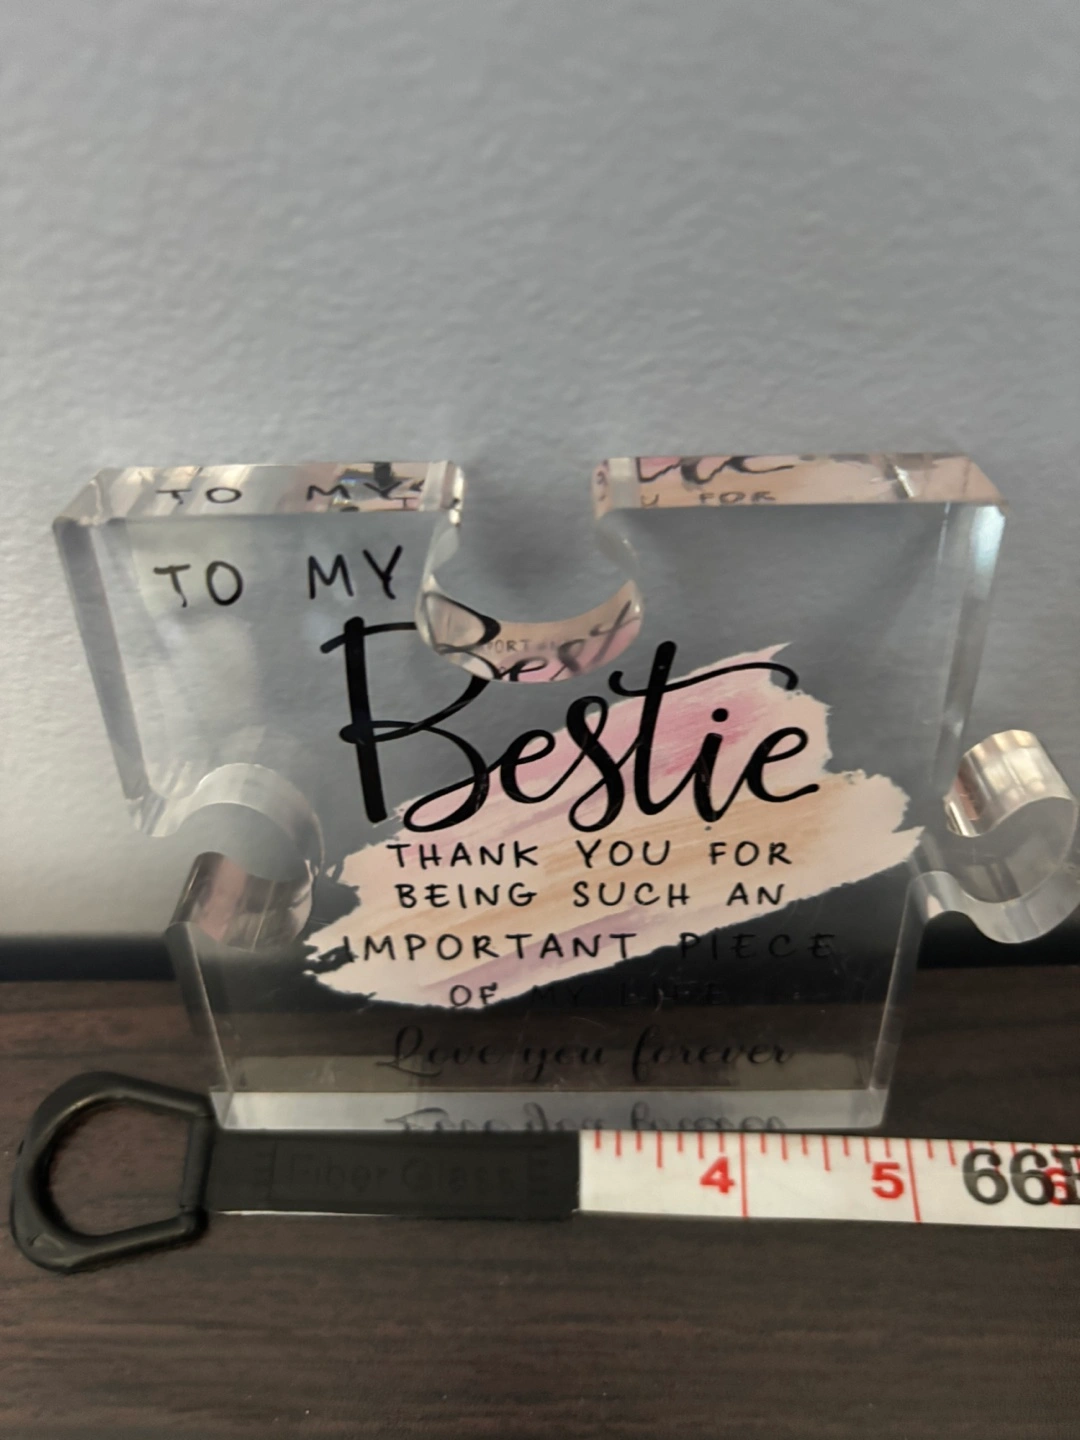 TO MY
Bestie
THANK YOU FOR
BEING SUCH AN
IMPORTANT PIECE
OF MY LIFE
Love you forever
Fiber Glass
4 5 66F